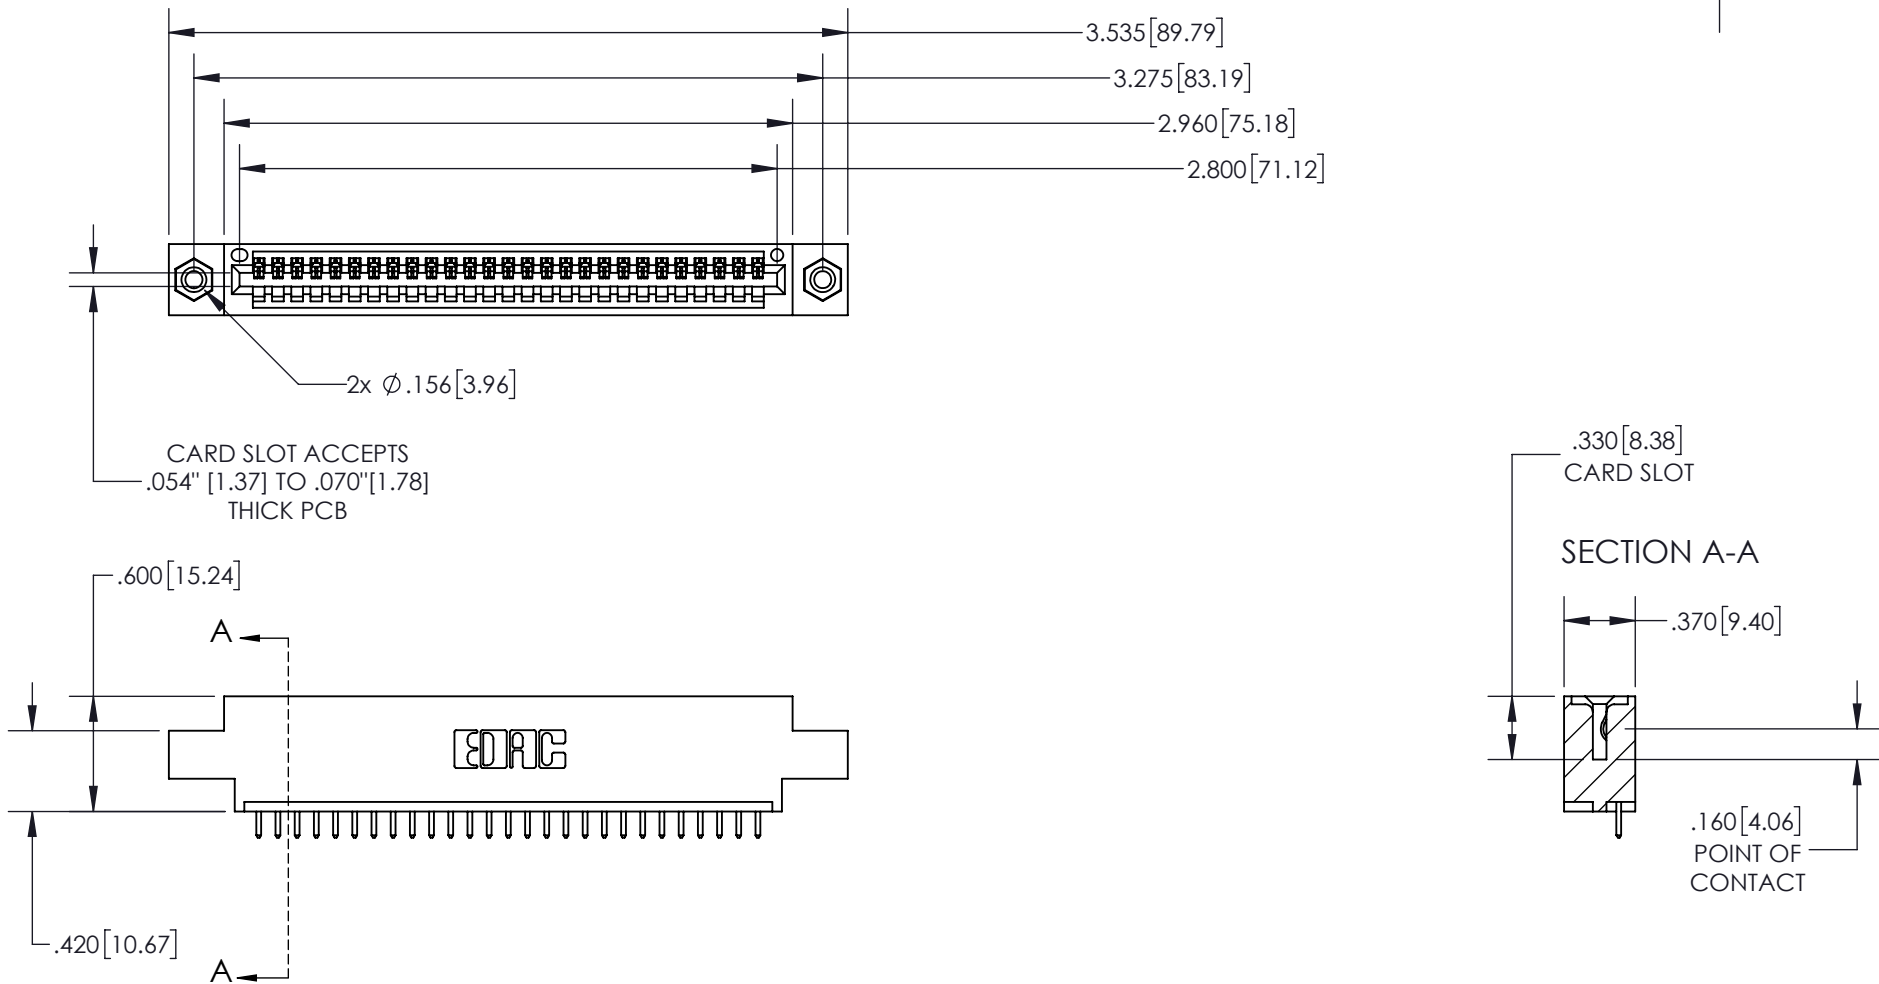 3.535[89.79]
3.275[83.19]
2.960[75.18]
2.800[71.12]
2x ∅.156[3.96]
CARD SLOT ACCEPTS
.054" [1.37] TO .070"[1.78]
THICK PCB
.330[8.38]
CARD SLOT
SECTION A-A
.600[15.24]
A
.370[9.40]
EDAC
.160[4.06]
POINT OF
CONTACT
.420[10.67]
A